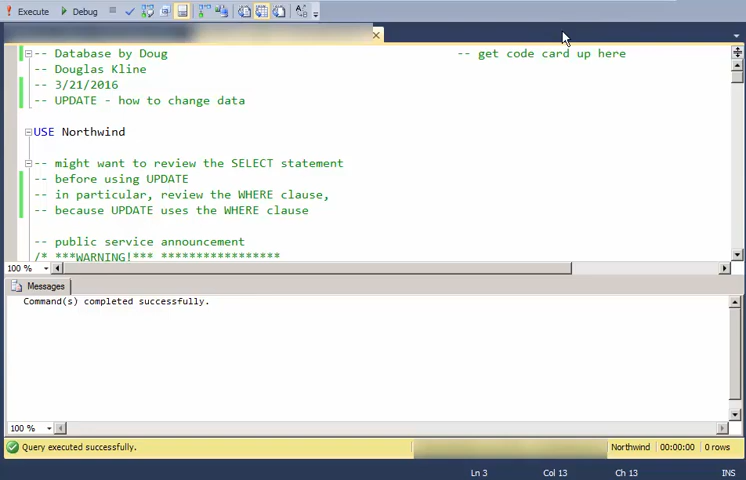 Execute Debug
-- Database by Doug -- get code card up here
-- Douglas Kline
-- 3/21/2016
-- UPDATE - how to change data
USE Northwind
-- might want to review the SELECT statement
-- before using UPDATE
-- in particular, review the WHERE clause,
-- because UPDATE uses the WHERE clause
-- public service announcement
/* ***WARNING!*** *****************
100 %
Messages
Command(s) completed successfully.
100 %
Query executed successfully. Northwind 00:00:00 0 rows
Ln 3 Col 13 Ch 13 INS